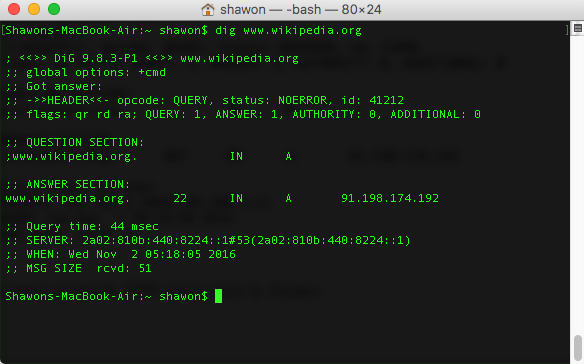 shawon — -bash — 80×24
[Shawons-MacBook-Air:~ shawon$ dig www.wikipedia.org

; <<>> DiG 9.8.3-P1 <<>> www.wikipedia.org
;; global options: +cmd
;; Got answer:
;; ->>HEADER<<- opcode: QUERY, status: NOERROR, id: 41212
;; flags: qr rd ra; QUERY: 1, ANSWER: 1, AUTHORITY: 0, ADDITIONAL: 0

;; QUESTION SECTION:
;www.wikipedia.org.		IN	A

;; ANSWER SECTION:
www.wikipedia.org.	22	IN	A	91.198.174.192

;; Query time: 44 msec
;; SERVER: 2a02:810b:440:8224::1#53(2a02:810b:440:8224::1)
;; WHEN: Wed Nov  2 05:18:05 2016
;; MSG SIZE  rcvd: 51

Shawons-MacBook-Air:~ shawon$